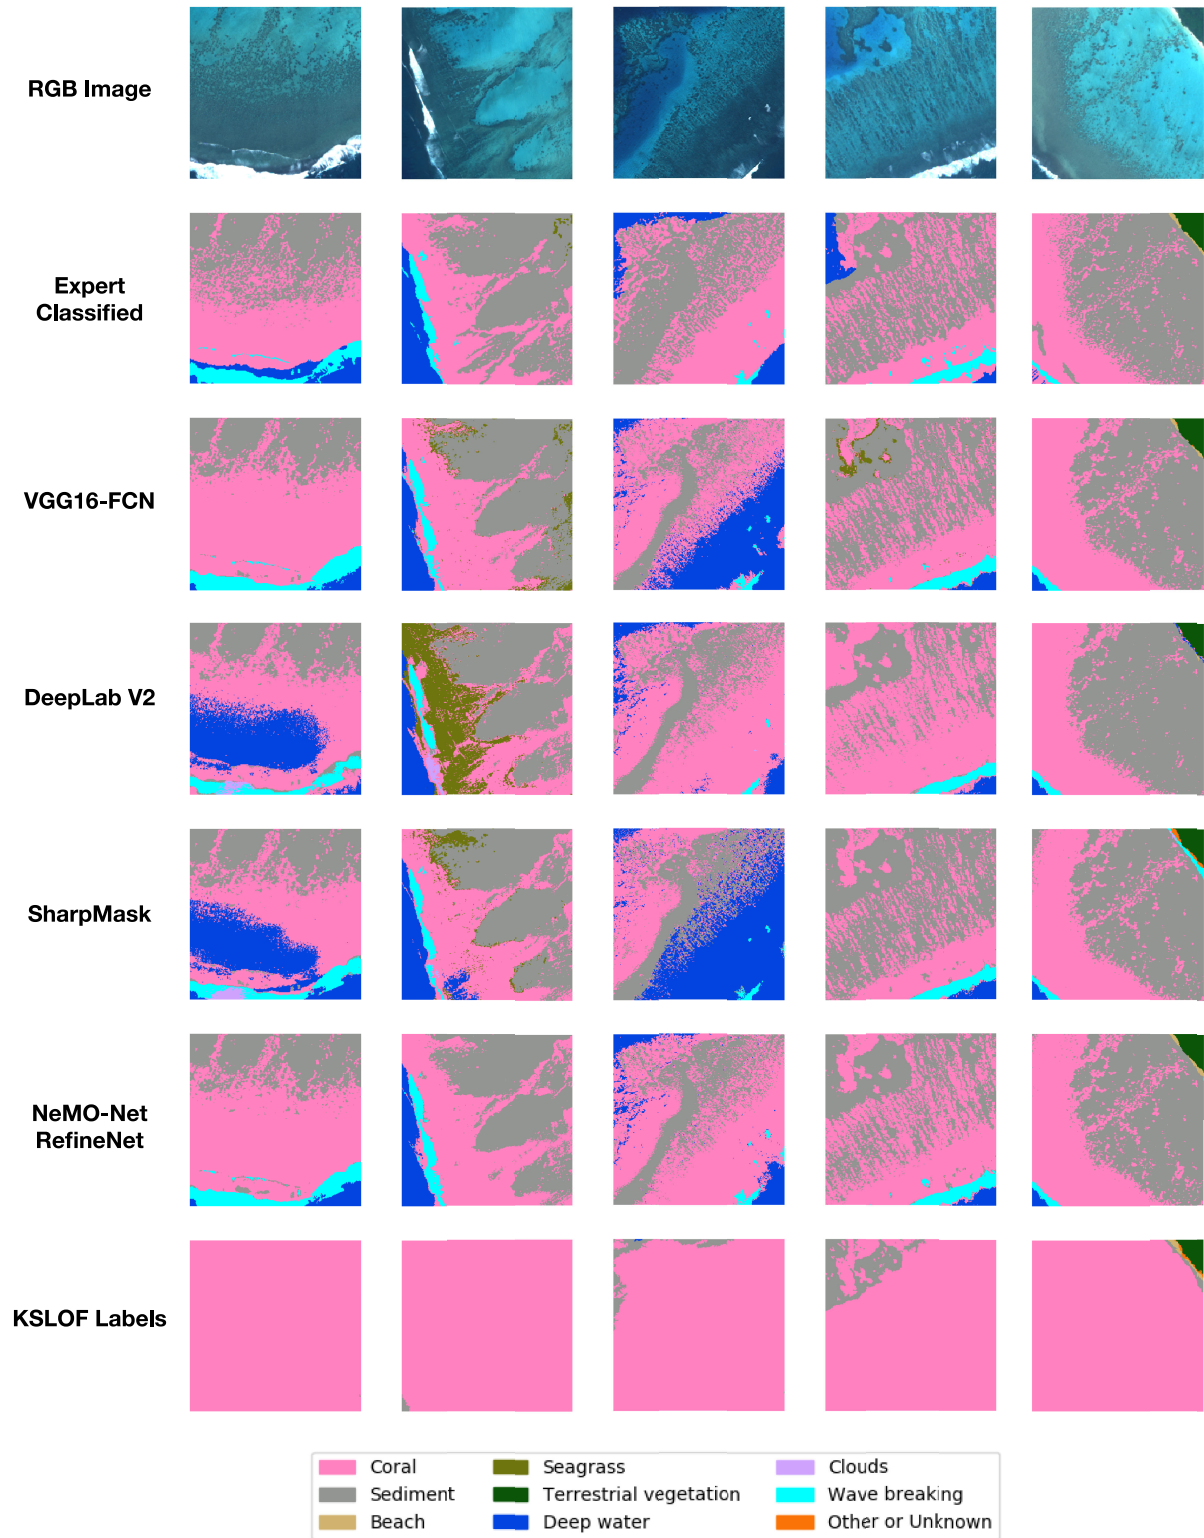 RGB Image
Expert
Classified
VGG16-FCN
DeepLab V2
SharpMask
NeMO-Net
RefineNet
KSLOF Labels
Coral
Seagrass
Clouds
Sediment
Terrestrial vegetation
Wave breaking
Beach
Deep water
Other or Unknown